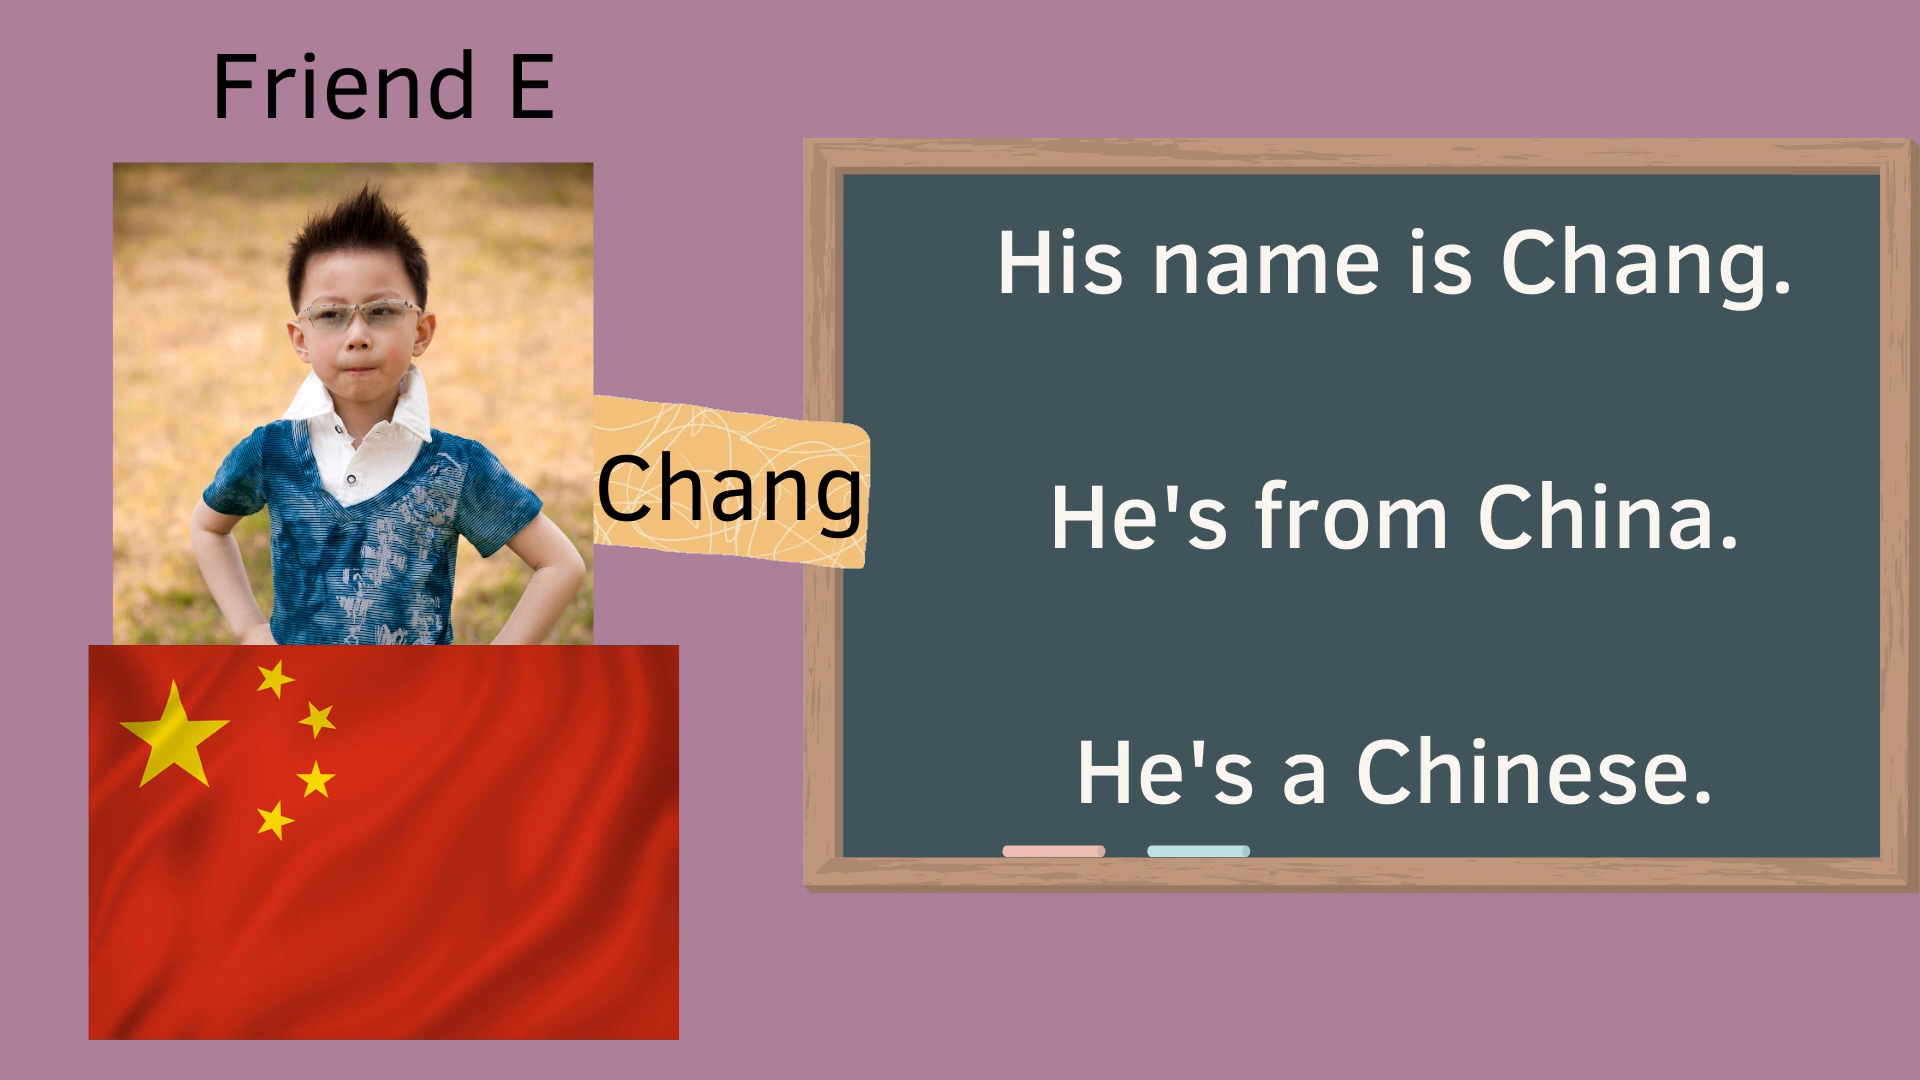 Friend E
Chang
His name is Chang.
He's from China.
He's a Chinese.